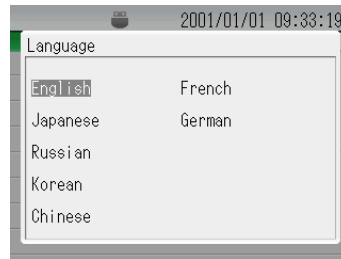 2001/01/01 09:33:19
Language
English French
Japanese German
Russian
Korean
Chinese